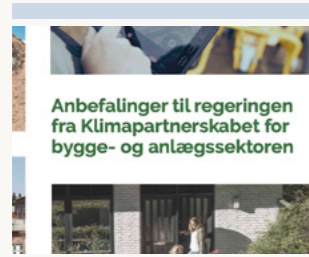 Anbefalinger til regeringen
fra Klimapartnerskabet for
bygge- og anlægssektoren